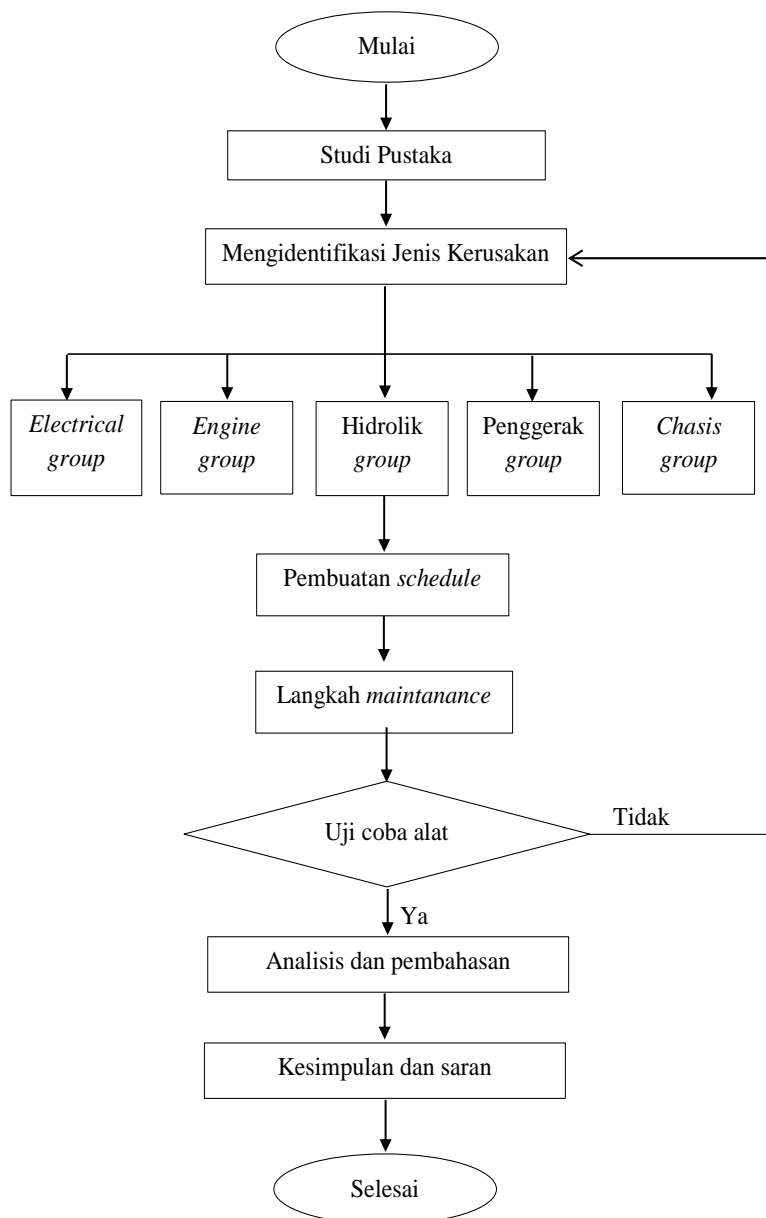 Mulai
Studi Pustaka
Mengidentifikasi Jenis Kerusakan
Electrical
group
Engine
group
Hidrolik
group
Penggerak
group
Chasis
group
Pembuatan schedule
Langkah maintanance
Uji coba alat
Tidak
Ya
Analisis dan pembahasan
Kesimpulan dan saran
Selesai